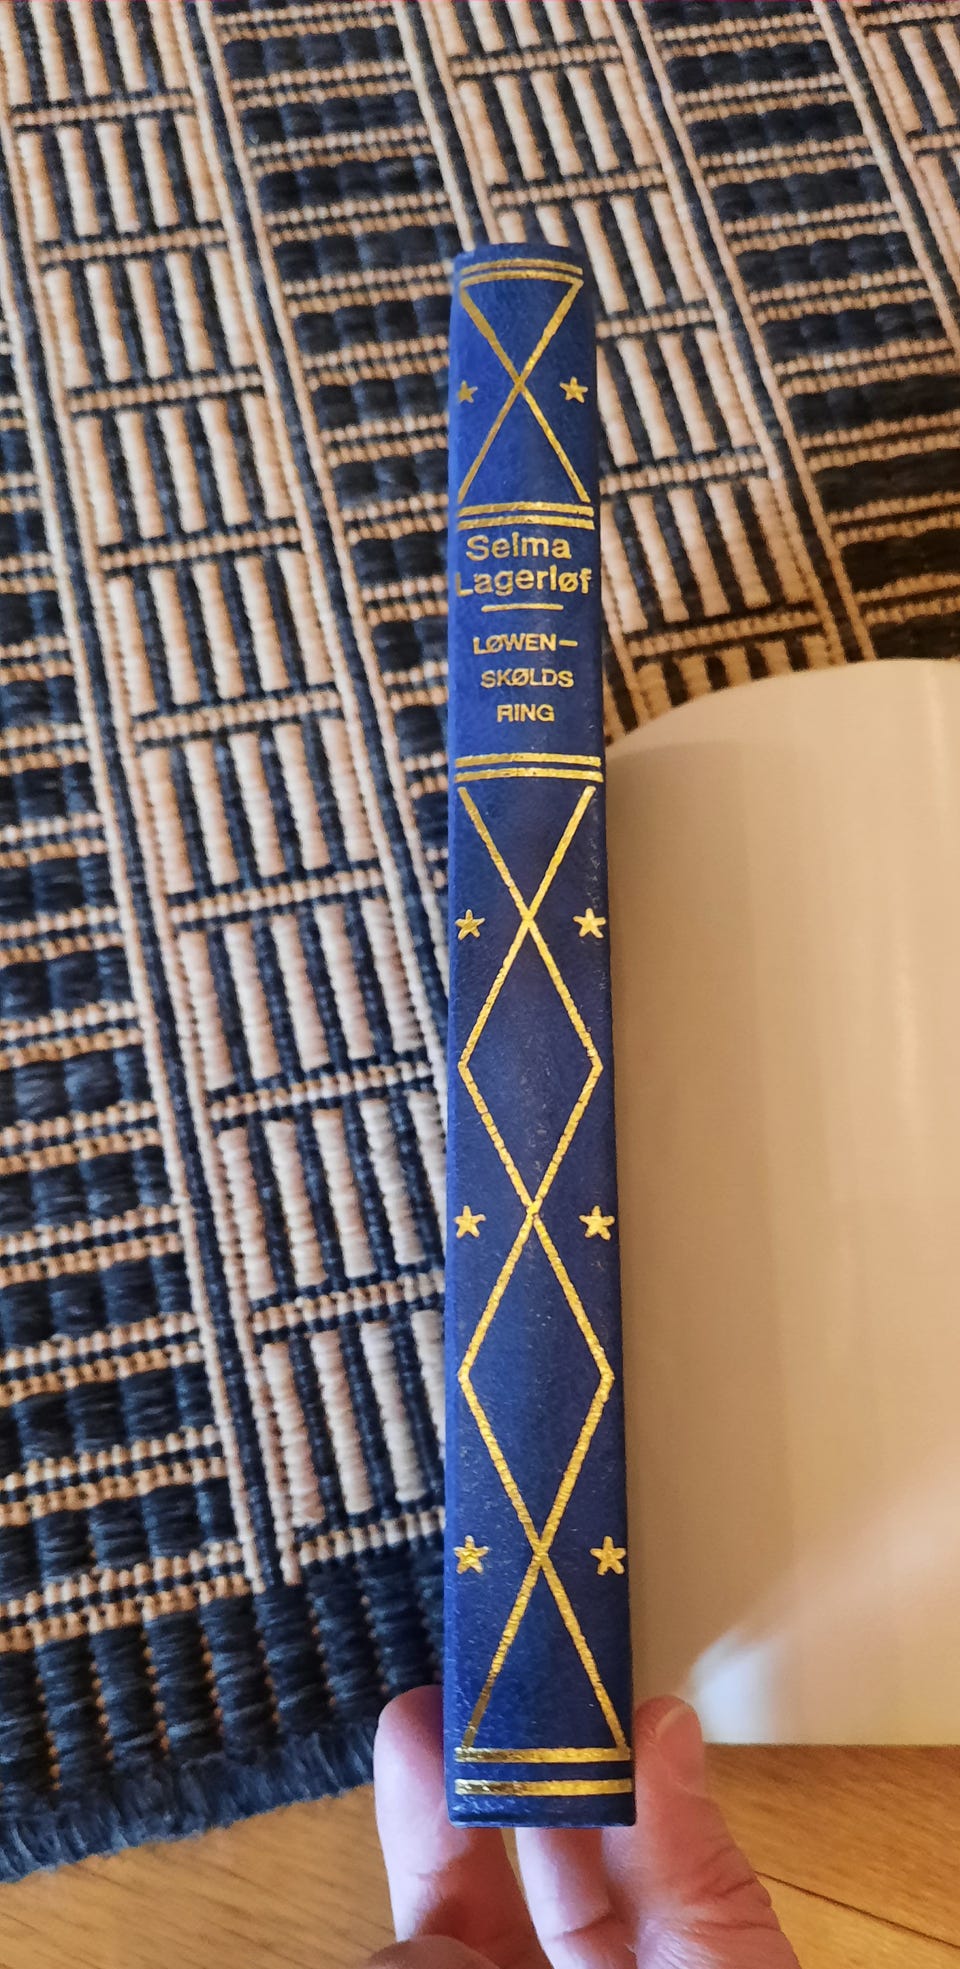 Selma
Lagerløf
LØWEN–
SKØLDS
RING